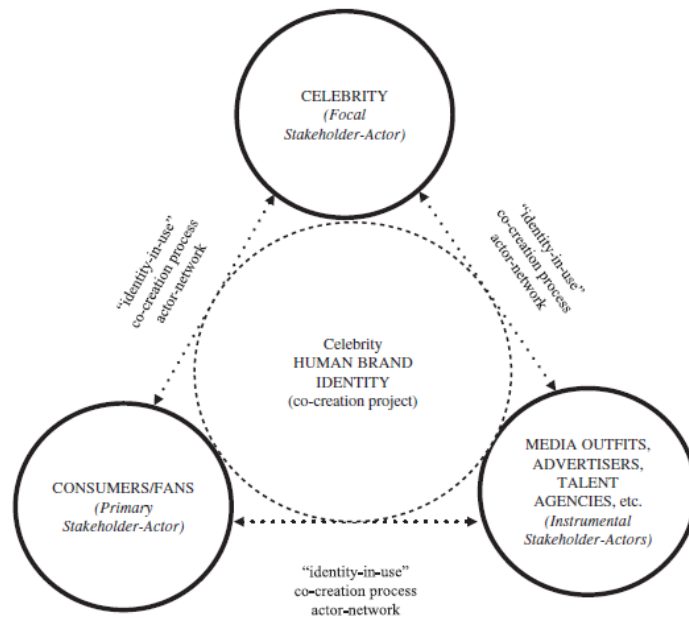 CELEBRITY
(Focal
Stakeholder-Actor)
“identity-in-use”
co-creation process
actor-network
“identity-in-use”
co-creation process
actor-network
Celebrity
HUMAN BRAND
IDENTITY
(co-creation project)
CONSUMERS/FANS
(Primary
Stakeholder-Actor)
MEDIA OUTFITS,
ADVERTISERS,
TALENT
AGENCIES, etc.
(Instrumental
Stakeholder-Actors)
“identity-in-use”
co-creation process
actor-network